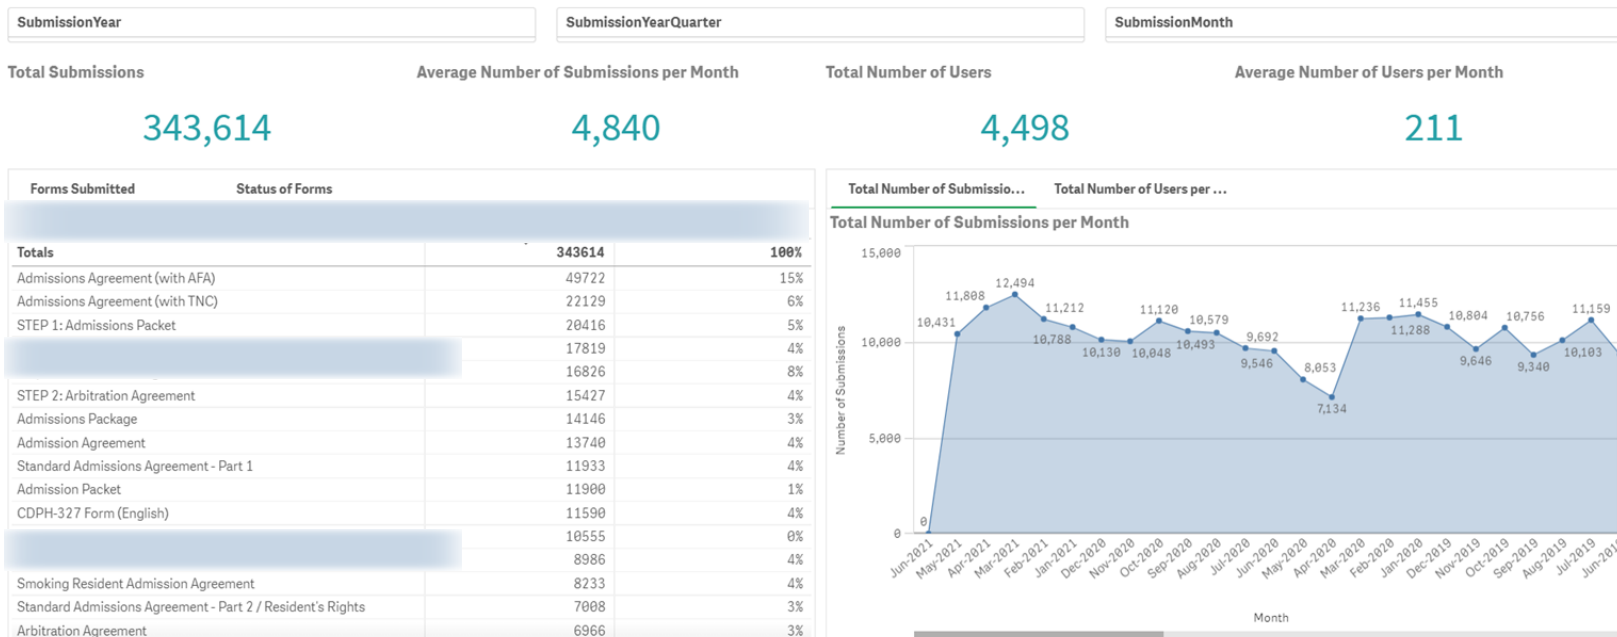 SubmissionYear
SubmissionYearQuarter
SubmissionMonth
Total Submissions
Average Number of Submissions per Month
Total Number of Users
Average Number of Users per Month
343,614
4,840
4,498
211
Forms Submitted
Status of Forms
Totals 343614 100%
Admissions Agreement (with AFA) 49722 15%
Admissions Agreement (with TNC) 22129 6%
STEP 1: Admissions Packet 20416 5%
17819 4%
16826 8%
STEP 2: Arbitration Agreement 15427 4%
Admissions Package 14146 3%
Admission Agreement 13740 4%
Standard Admissions Agreement - Part 1 11933 4%
Admission Packet 11900 1%
CDPH-327 Form (English) 11590 4%
10555 0%
8986 4%
Smoking Resident Admission Agreement 8233 4%
Standard Admissions Agreement - Part 2 / Resident's Rights 7008 3%
Arbitration Agreement 6966 3%
Total Number of Submissio...
Total Number of Users per ...
Total Number of Submissions per Month
Number of Submissions
15,000
10,000
5,000
0
0
10,431
11,808
12,494
11,212
10,788
10,130
10,048
11,120
10,493
10,579
9,692
9,546
8,053
7,134
11,236
11,288
11,455
10,804
9,646
10,756
9,340
10,103
11,159
Jun-2021
May-2021
Apr-2021
Mar-2021
Feb-2021
Jan-2021
Dec-2020
Nov-2020
Oct-2020
Sep-2020
Aug-2020
Jul-2020
Jun-2020
May-2020
Apr-2020
Mar-2020
Feb-2020
Jan-2020
Dec-2019
Nov-2019
Oct-2019
Sep-2019
Aug-2019
Jul-2019
Month